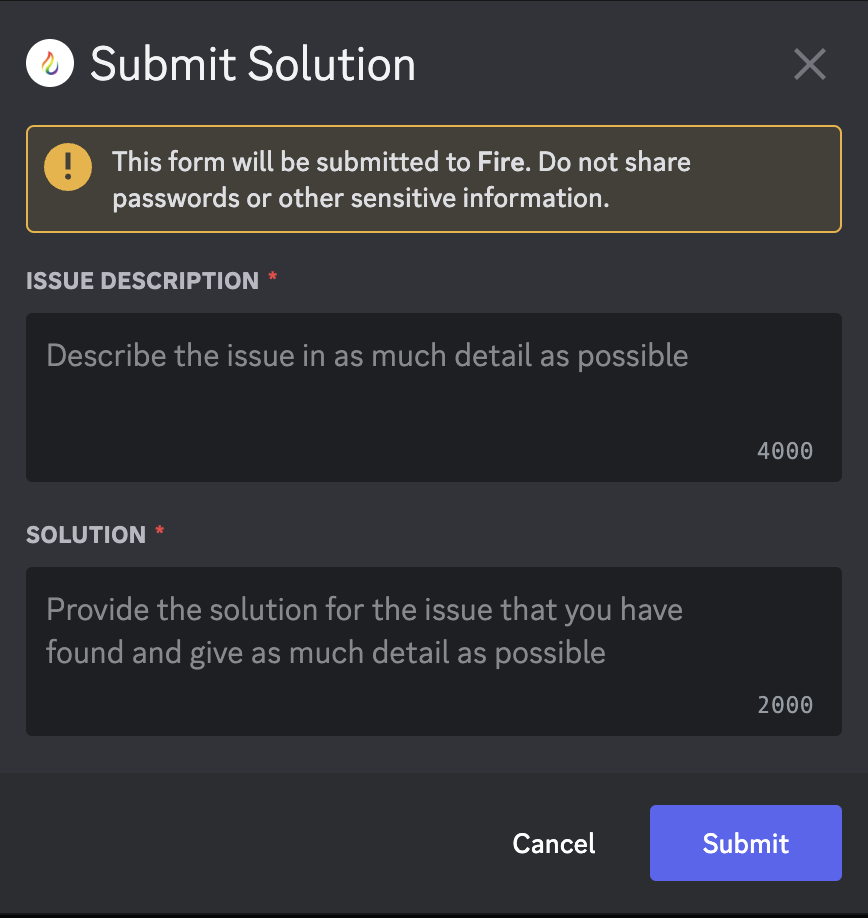 Submit Solution
This form will be submitted to Fire. Do not share
passwords or other sensitive information.
ISSUE DESCRIPTION *
Describe the issue in as much detail as possible
4000
SOLUTION *
Provide the solution for the issue that you have
found and give as much detail as possible
2000
Cancel
Submit